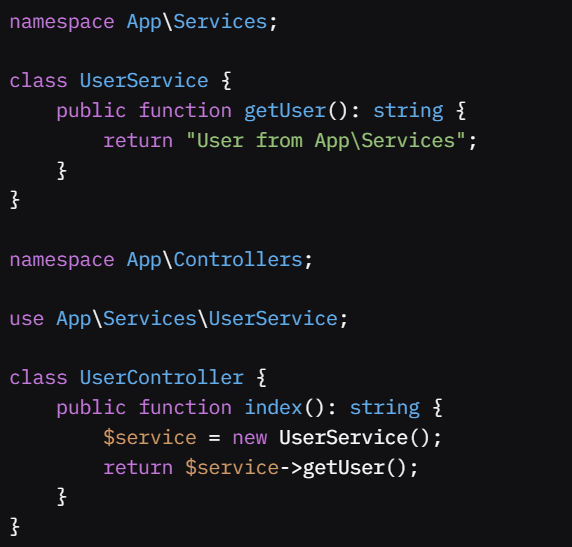 namespace App\Services;

class UserService {
    public function getUser(): string {
        return "User from App\Services";
    }
}

namespace App\Controllers;

use App\Services\UserService;

class UserController {
    public function index(): string {
        $service = new UserService();
        return $service->getUser();
    }
}